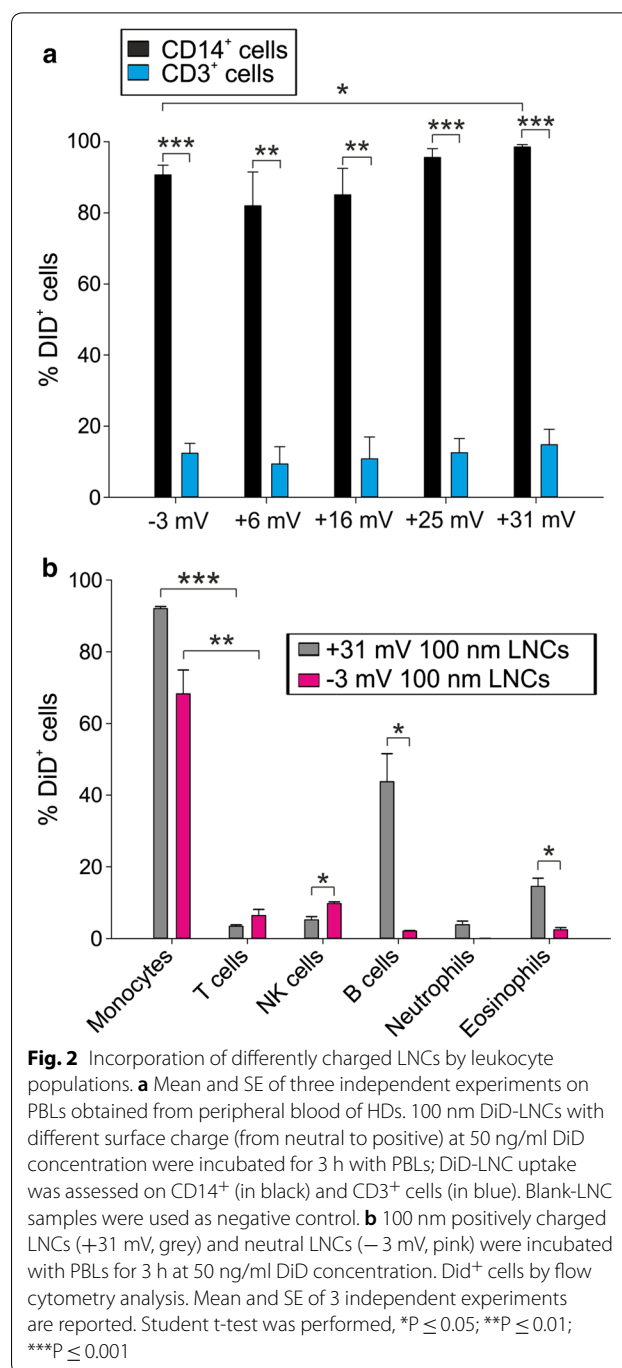 a
CD14⁺ cells
CD3⁺ cells
*
*** ** ** *** ***
100
80
60
40
20
0
% DID⁺ cells
-3 mV +6 mV +16 mV +25 mV +31 mV
b
100
80
60
40
20
0
% DiD⁺ cells
***
**
+31 mV 100 nm LNCs
-3 mV 100 nm LNCs
*
*
*
Monocytes
T cells
NK cells
B cells
Neutrophils
Eosinophils
Fig. 2 Incorporation of differently charged LNCs by leukocyte
populations. a Mean and SE of three independent experiments on
PBLs obtained from peripheral blood of HDs. 100 nm DiD-LNCs with
different surface charge (from neutral to positive) at 50 ng/ml DiD
concentration were incubated for 3 h with PBLs; DiD-LNC uptake
was assessed on CD14⁺ (in black) and CD3⁺ cells (in blue). Blank-LNC
samples were used as negative control. b 100 nm positively charged
LNCs (+31 mV, grey) and neutral LNCs (− 3 mV, pink) were incubated
with PBLs for 3 h at 50 ng/ml DiD concentration. Did⁺ cells by flow
cytometry analysis. Mean and SE of 3 independent experiments
are reported. Student t-test was performed, *P ≤ 0.05; **P ≤ 0.01;
***P ≤ 0.001